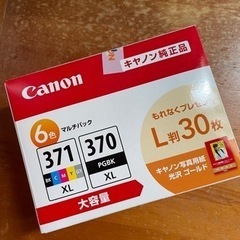 キヤノン純正品
Canon
6色
マルチパック
371
BK C M Y GY
XL
370
PGBK
XL
大容量
もれなくプレゼント
L判30枚
キヤノン写真用紙
光沢 ゴールド